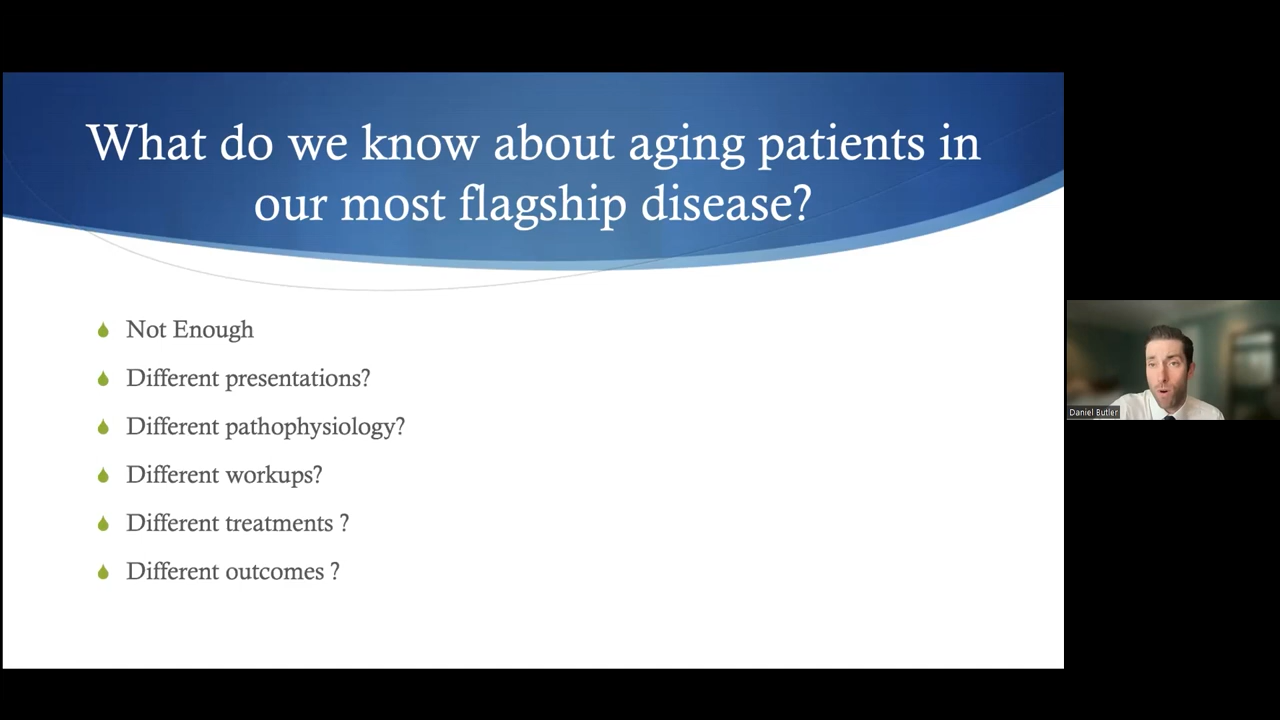 What do we know about aging patients in
our most flagship disease?
Not Enough
Different presentations?
Different pathophysiology?
Different workups?
Different treatments ?
Different outcomes ?
Daniel Butler